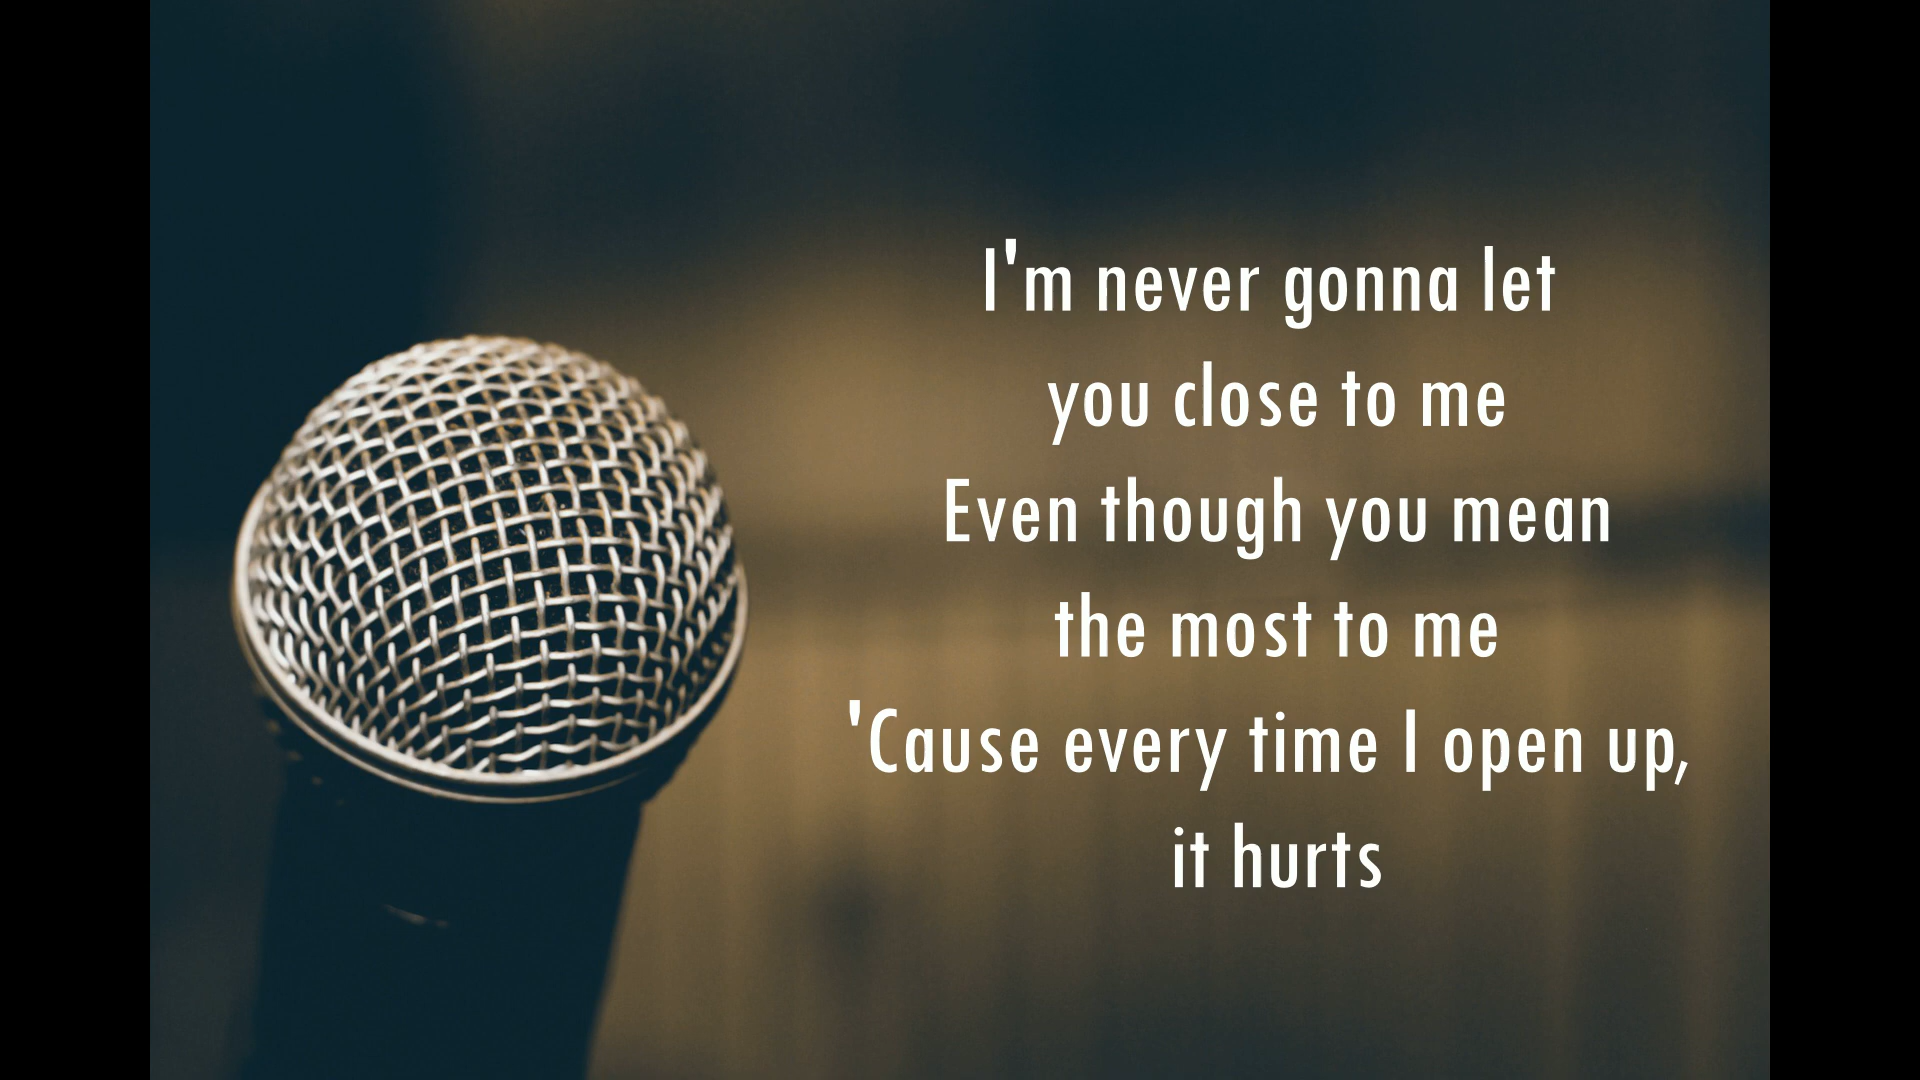 I'm never gonna let
you close to me
Even though you mean
the most to me
'Cause every time I open up,
it hurts